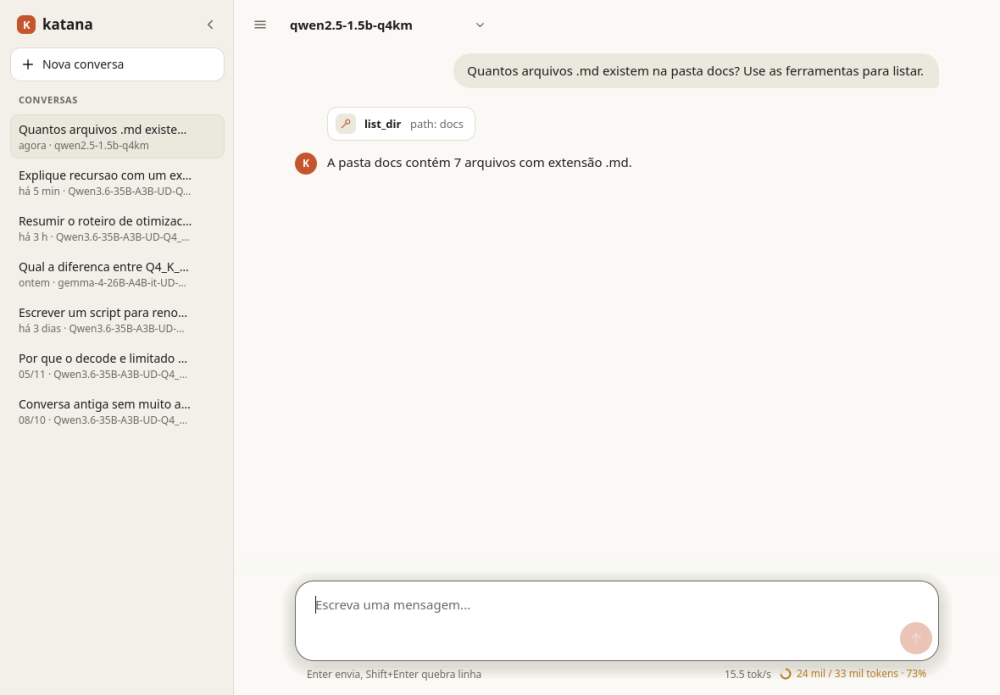 K katana
Nova conversa
CONVERSAS
Quantos arquivos .md existe...
agora · qwen2.5-1.5b-q4km
Explique recursao com um ex...
há 5 min · Qwen3.6-35B-A3B-UD-Q...
Resumir o roteiro de otimizac...
há 3 h · Qwen3.6-35B-A3B-UD-Q4_...
Qual a diferenca entre Q4_K_...
ontem · gemma-4-26B-A4B-it-UD-...
Escrever um script para reno...
há 3 dias · Qwen3.6-35B-A3B-UD-...
Por que o decode e limitado ...
05/11 · Qwen3.6-35B-A3B-UD-Q4_...
Conversa antiga sem muito a...
08/10 · Qwen3.6-35B-A3B-UD-Q4_...
qwen2.5-1.5b-q4km
Quantos arquivos .md existem na pasta docs? Use as ferramentas para listar.
list_dir path: docs
K A pasta docs contém 7 arquivos com extensão .md.
Escreva uma mensagem...
Enter envia, Shift+Enter quebra linha
15.5 tok/s 24 mil / 33 mil tokens · 73%